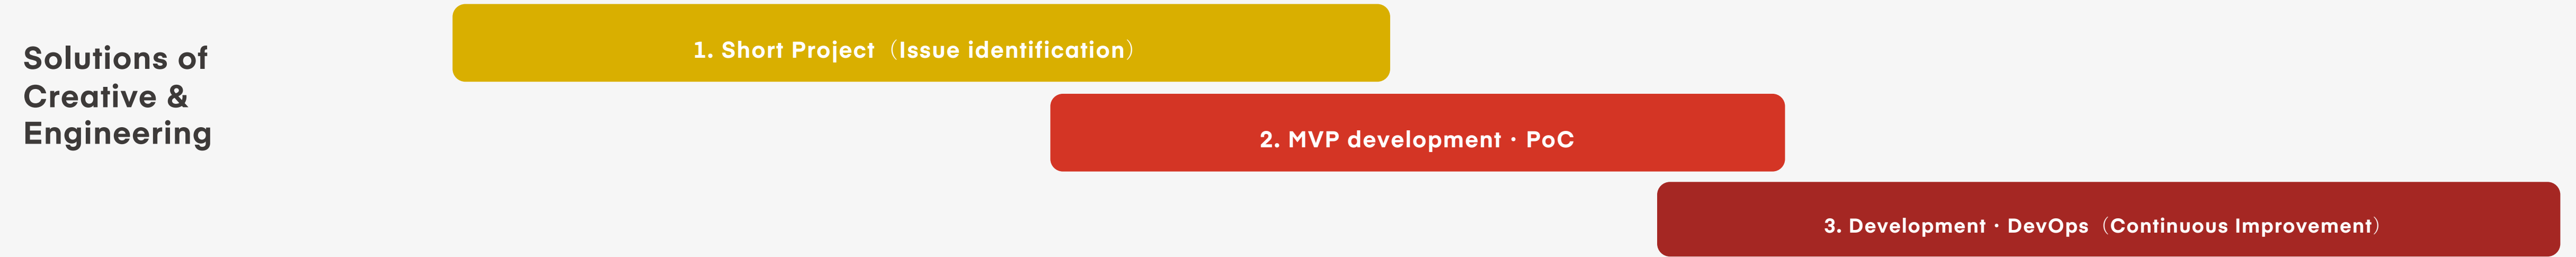 Solutions of
Creative &
Engineering
1. Short Project（Issue identification）
2. MVP development・PoC
3. Development・DevOps（Continuous Improvement）